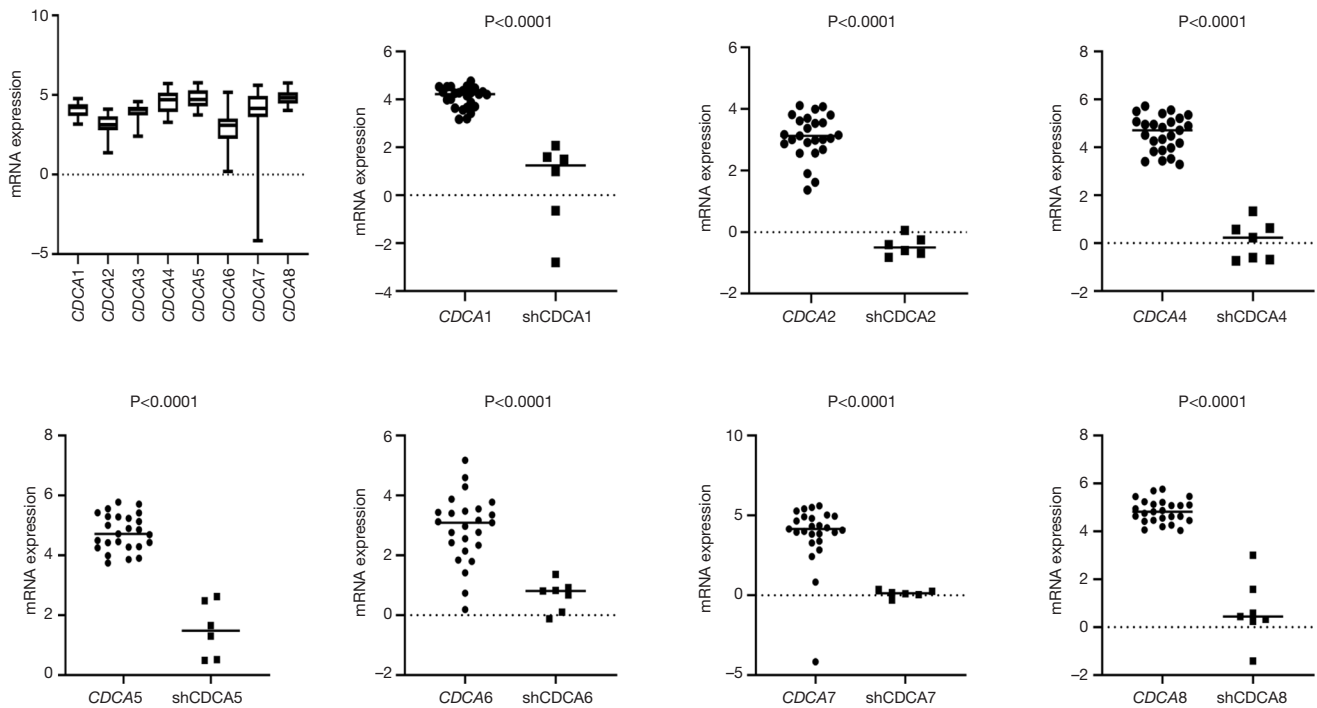 10
5
0
–5
mRNA expression
CDCA1
CDCA2
CDCA3
CDCA4
CDCA5
CDCA6
CDCA7
CDCA8
P<0.0001
6
4
2
0
–2
–4
mRNA expression
CDCA1 shCDCA1
P<0.0001
6
4
2
0
–2
mRNA expression
CDCA2 shCDCA2
P<0.0001
8
6
4
2
0
–2
mRNA expression
CDCA4 shCDCA4
P<0.0001
8
6
4
2
0
mRNA expression
CDCA5 shCDCA5
P<0.0001
6
4
2
0
–2
mRNA expression
CDCA6 shCDCA6
P<0.0001
10
5
0
–5
mRNA expression
CDCA7 shCDCA7
P<0.0001
8
6
4
2
0
–2
mRNA expression
CDCA8 shCDCA8